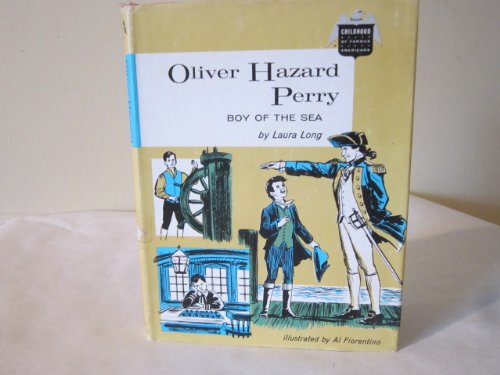 CHILDHOOD
OF FAMOUS
AMERICANS
Oliver Hazard
Perry
BOY OF THE SEA
by Laura Long
Illustrated by Al Fiorentino